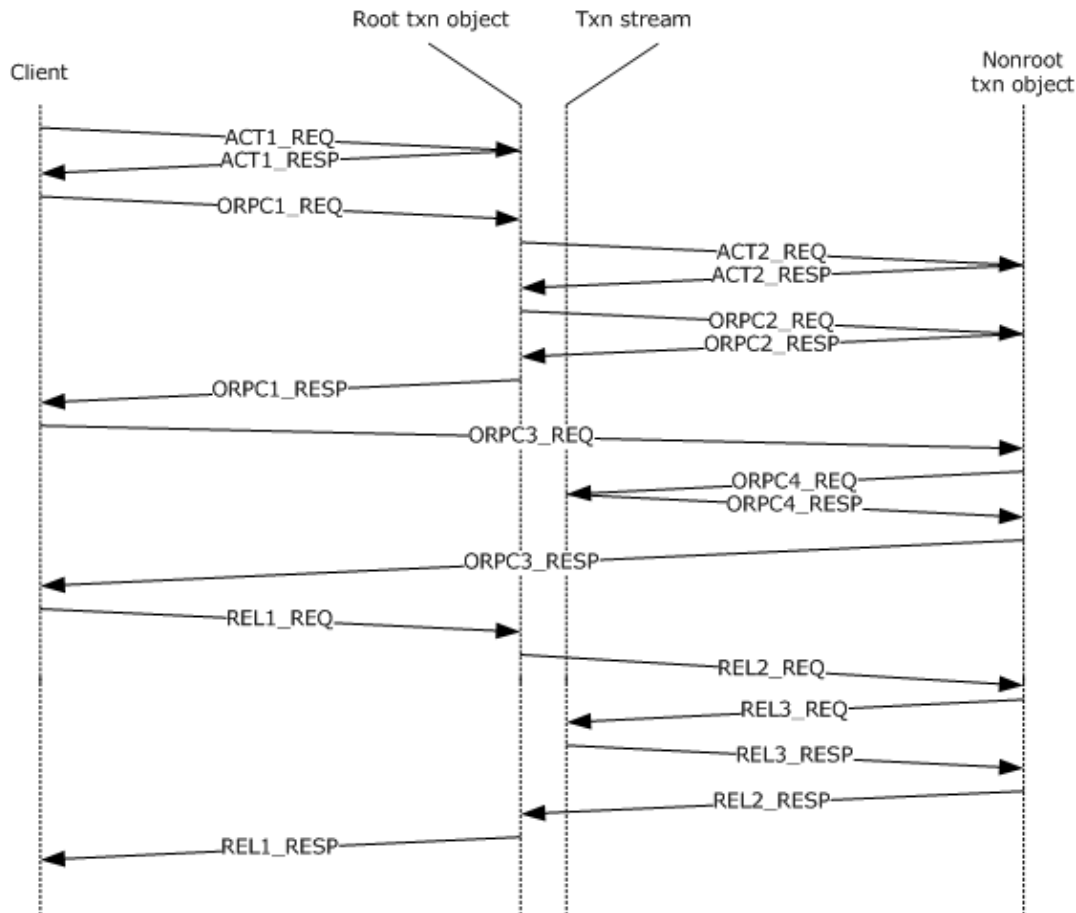 Root txn object
Txn stream
Client
Nonroot
txn object
ACT1_REQ
ACT1_RESP
ORPC1_REQ
ACT2_REQ
ACT2_RESP
ORPC2_REQ
ORPC2_RESP
ORPC1_RESP
ORPC3_REQ
ORPC4_REQ
ORPC4_RESP
ORPC3_RESP
REL1_REQ
REL2_REQ
REL3_REQ
REL3_RESP
REL2_RESP
REL1_RESP